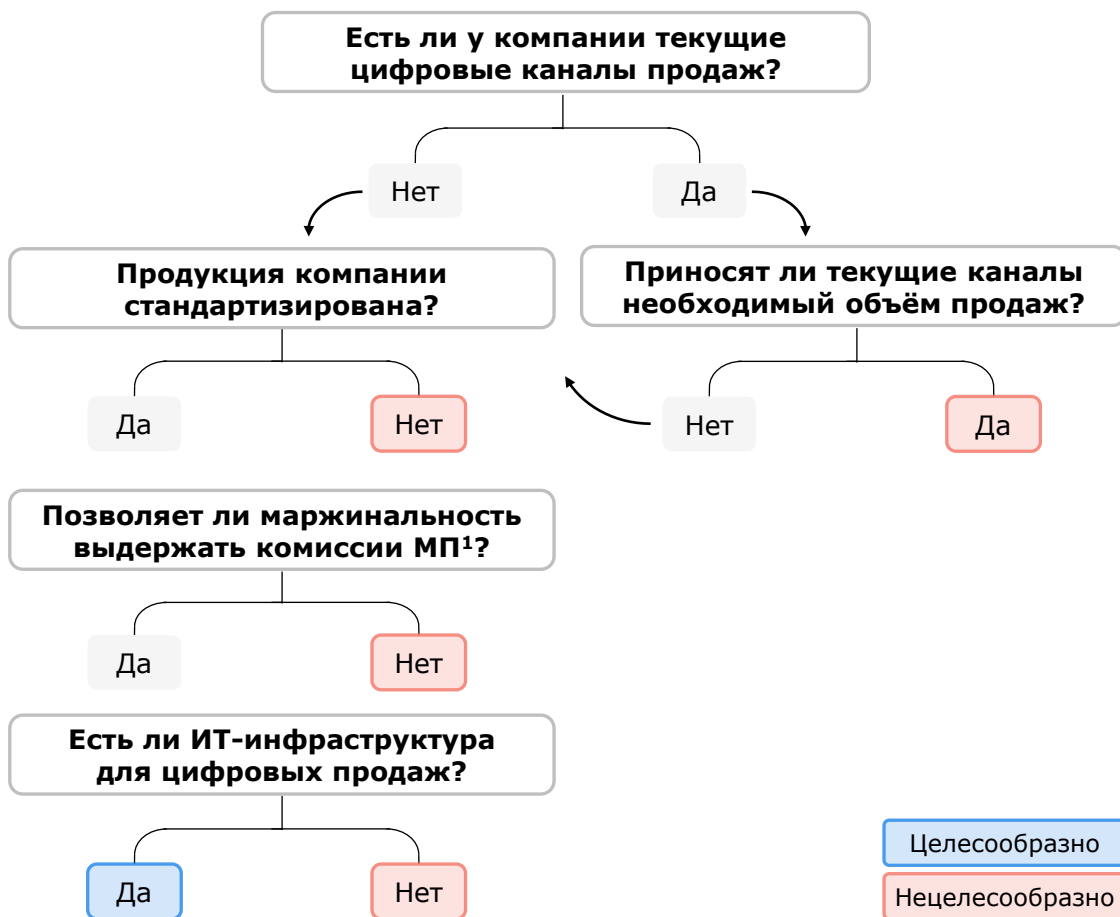 Есть ли у компании текущие
цифровые каналы продаж?
Нет
Да
Продукция компании
стандартизирована?
Приносят ли текущие каналы
необходимый объём продаж?
Да
Нет
Нет
Да
Позволяет ли маржинальность
выдержать комиссии МП¹?
Да
Нет
Есть ли ИТ-инфраструктура
для цифровых продаж?
Да
Нет
Целесообразно
Нецелесообразно